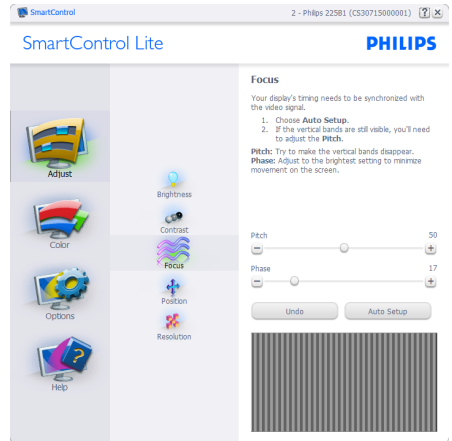 SmartControl
2 - Philips 225B1 (CS30715000001)
SmartControl Lite
PHILIPS
Adjust
Color
Options
Help
Brightness
Contrast
Focus
Position
Resolution
Focus
Your display's timing needs to be synchronized with
the video signal.
1. Choose Auto Setup.
2. If the vertical bands are still visible, you'll need
to adjust the Pitch.
Pitch: Try to make the vertical bands disappear.
Phase: Adjust to the brightest setting to minimize
movement on the screen.
Pitch 50
Phase 17
Undo Auto Setup